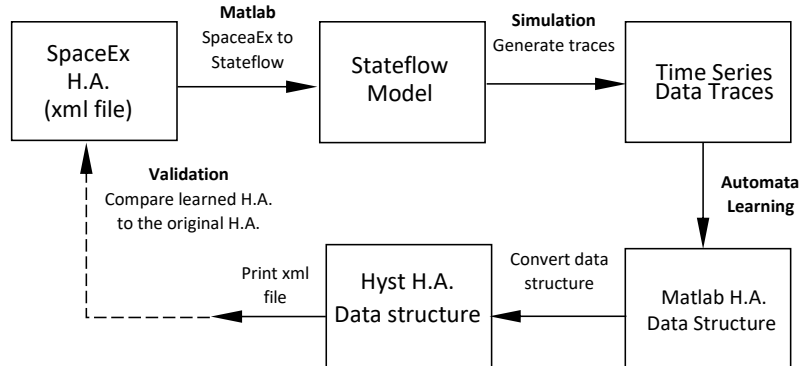 SpaceEx
H.A.
(xml file)
Matlab
SpaceaEx to
Stateflow
Stateflow
Model
Simulation
Generate traces
Time Series
Data Traces
Automata
Learning
Matlab H.A.
Data Structure
Convert data
structure
Hyst H.A.
Data structure
Print xml
file
Validation
Compare learned H.A.
to the original H.A.